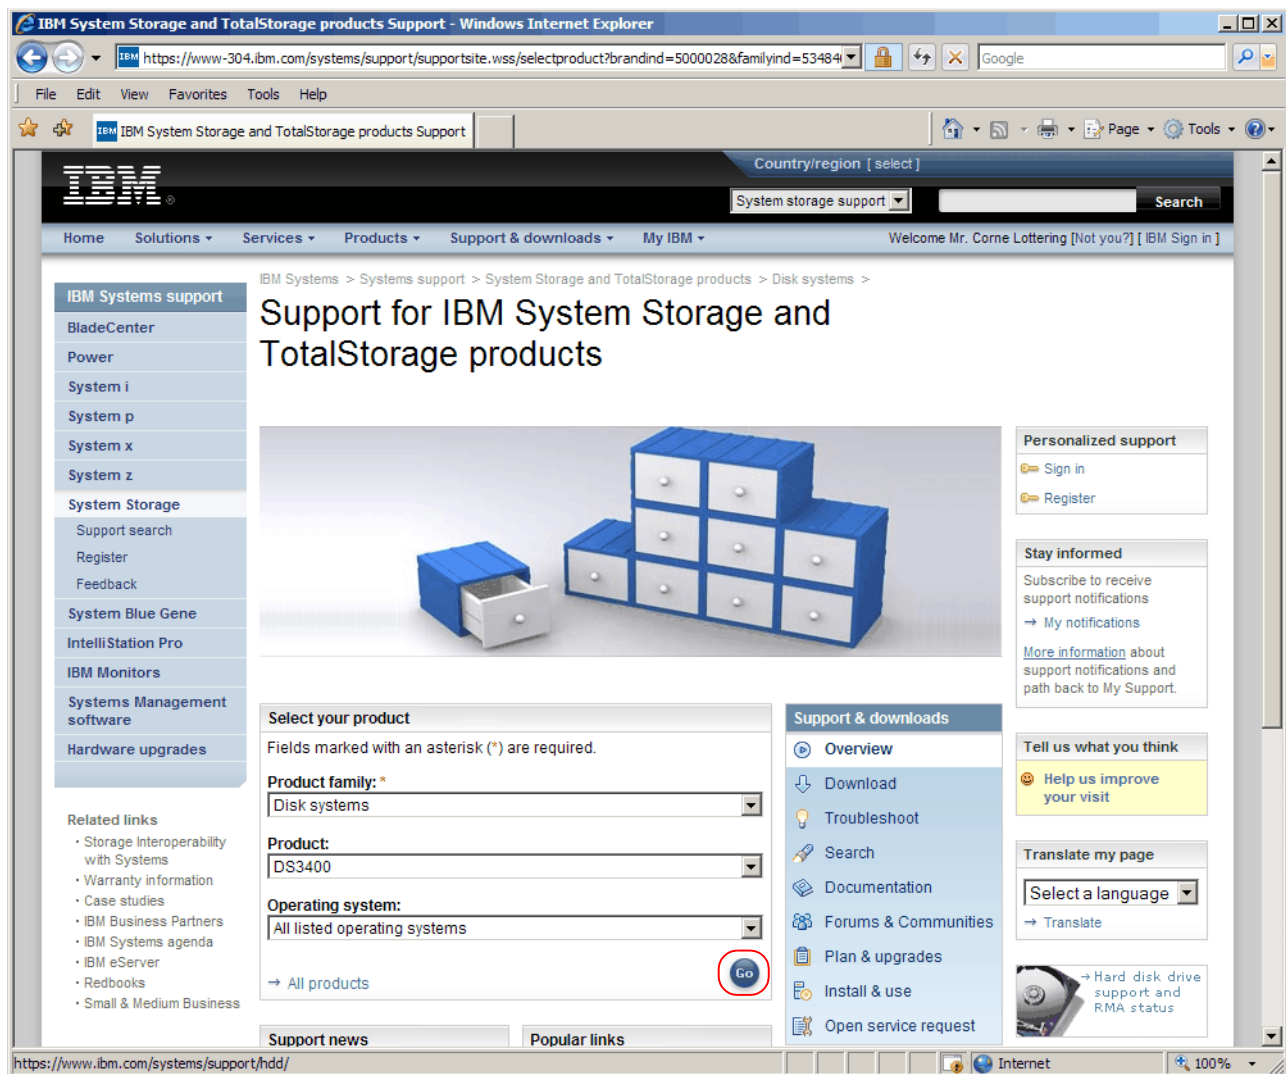 IBM System Storage and TotalStorage products Support - Windows Internet Explorer
IBM https://www-304.ibm.com/systems/support/supportsite.wss/selectproduct?brandind=5000028&familyind=53484
Google
File Edit View Favorites Tools Help
IBM IBM System Storage and TotalStorage products Support
Page Tools
Country/region [ select ]
IBM ®
System storage support
Search
Home Solutions Services Products Support & downloads My IBM
Welcome Mr. Corne Lottering [Not you?] [ IBM Sign in ]
IBM Systems > Systems support > System Storage and TotalStorage products > Disk systems >
Support for IBM System Storage and
TotalStorage products
IBM Systems support
BladeCenter
Power
System i
System p
System x
System z
System Storage
Support search
Register
Feedback
System Blue Gene
IntelliStation Pro
IBM Monitors
Systems Management
software
Hardware upgrades
Related links
· Storage Interoperability
with Systems
· Warranty information
· Case studies
· IBM Business Partners
· IBM Systems agenda
· IBM eServer
· Redbooks
· Small & Medium Business
Select your product
Fields marked with an asterisk (*) are required.
Product family: *
Disk systems
Product:
DS3400
Operating system:
All listed operating systems
Go
→ All products
Support news
Popular links
Support & downloads
Overview
Download
Troubleshoot
Search
Documentation
Forums & Communities
Plan & upgrades
Install & use
Open service request
Personalized support
Sign in
Register
Stay informed
Subscribe to receive
support notifications
→ My notifications
More information about
support notifications and
path back to My Support.
Tell us what you think
Help us improve
your visit
Translate my page
Select a language
→ Translate
→ Hard disk drive
support and
RMA status
https://www.ibm.com/systems/support/hdd/
Internet
100%